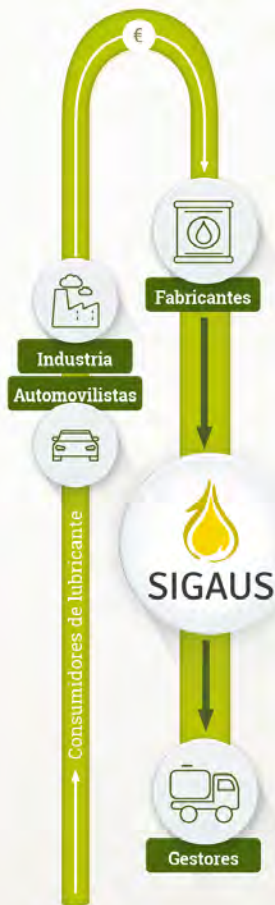 €
Fabricantes
Industria
Automovilistas
Consumidores de lubricante
SIGAUS
Gestores